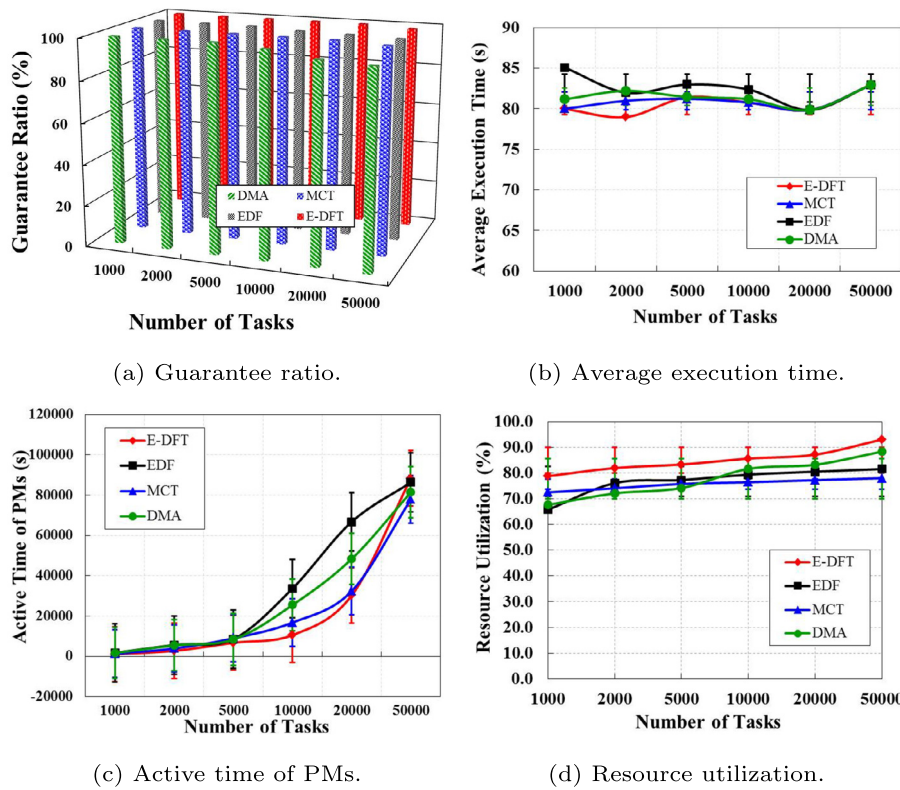 Guarantee Ratio (%)
100
80
60
40
20
0
DMA MCT
EDF E-DFT
1000 2000 5000 10000 20000 50000
Number of Tasks
(a) Guarantee ratio.
Average Execution Time (s)
90
85
80
75
70
65
60
E-DFT
MCT
EDF
DMA
1000 2000 5000 10000 20000 50000
Number of Tasks
(b) Average execution time.
Active Time of PMs (s)
120000
100000
80000
60000
40000
20000
0
-20000
E-DFT
EDF
MCT
DMA
1000 2000 5000 10000 20000 50000
Number of Tasks
(c) Active time of PMs.
Resource Utilization (%)
100.0
90.0
80.0
70.0
60.0
50.0
40.0
30.0
20.0
10.0
0.0
E-DFT
EDF
MCT
DMA
1000 2000 5000 10000 20000 50000
Number of Tasks
(d) Resource utilization.